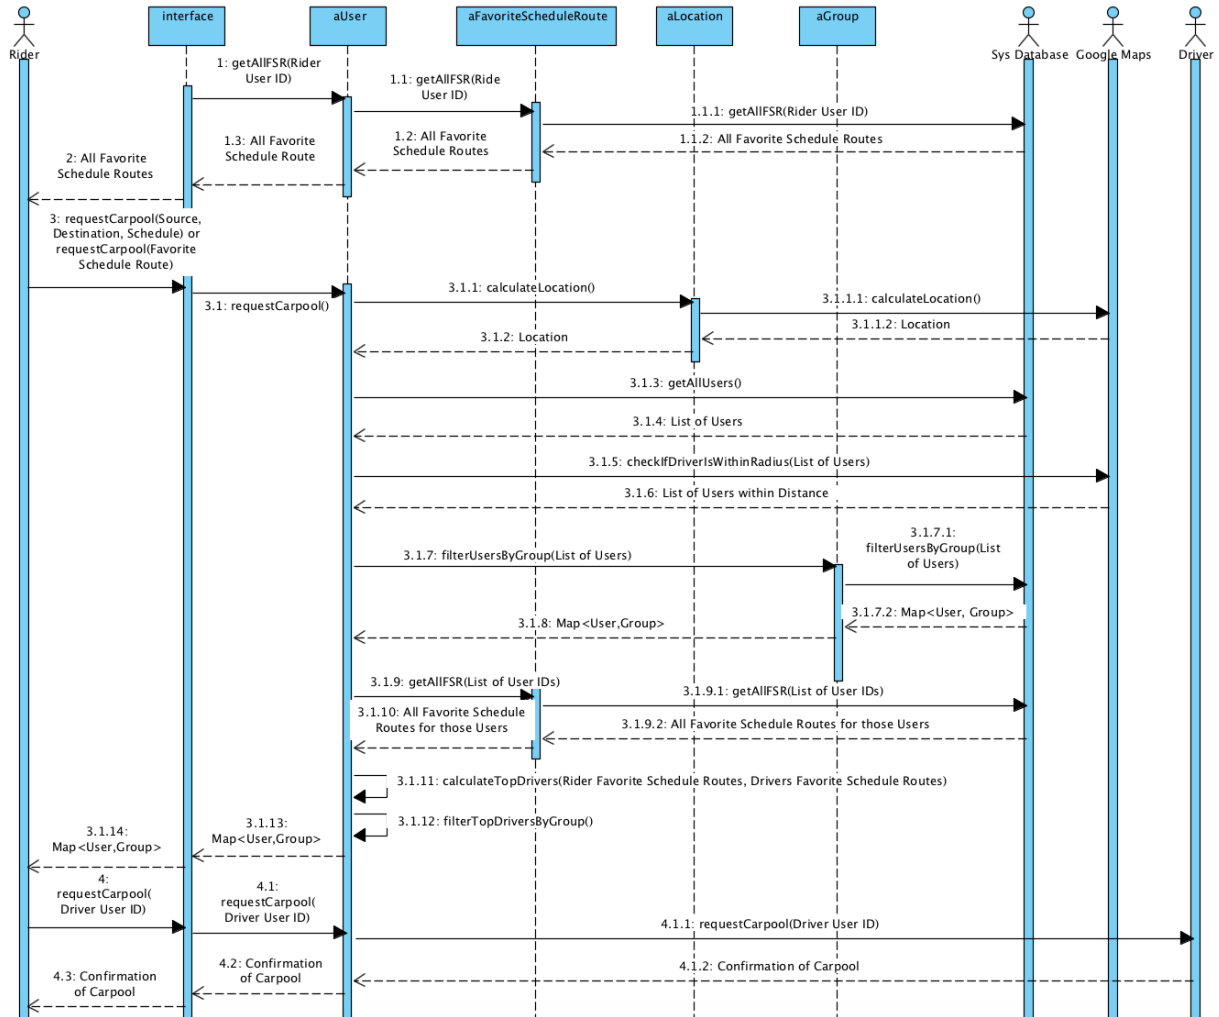 interface
aUser
aFavoriteScheduleRoute
aLocation
aGroup
Rider
Sys Database
Google Maps
Driver
1: getAllFSR(Rider
User ID)
1.1: getAllFSR(Ride
User ID)
1.1.1: getAllFSR(Rider User ID)
1.1.2: All Favorite Schedule Routes
1.2: All Favorite
Schedule Routes
1.3: All Favorite
Schedule Route
2: All Favorite
Schedule Routes
3: requestCarpool(Source,
Destination, Schedule) or
requestCarpool(Favorite
Schedule Route)
3.1: requestCarpool()
3.1.1: calculateLocation()
3.1.1.1: calculateLocation()
3.1.1.2: Location
3.1.2: Location
3.1.3: getAllUsers()
3.1.4: List of Users
3.1.5: checkIfDriverIsWithinRadius(List of Users)
3.1.6: List of Users within Distance
3.1.7: filterUsersByGroup(List of Users)
3.1.7.1:
filterUsersByGroup(List
of Users)
3.1.7.2: Map<User, Group>
3.1.8: Map<User,Group>
3.1.9: getAllFSR(List of User IDs)
3.1.9.1: getAllFSR(List of User IDs)
3.1.9.2: All Favorite Schedule Routes for those Users
3.1.10: All Favorite Schedule
Routes for those Users
3.1.11: calculateTopDrivers(Rider Favorite Schedule Routes, Drivers Favorite Schedule Routes)
3.1.12: filterTopDriversByGroup()
3.1.13:
Map<User,Group>
3.1.14:
Map<User,Group>
4:
requestCarpool(
Driver User ID)
4.1:
requestCarpool(
Driver User ID)
4.1.1: requestCarpool(Driver User ID)
4.1.2: Confirmation of Carpool
4.2: Confirmation
of Carpool
4.3: Confirmation
of Carpool